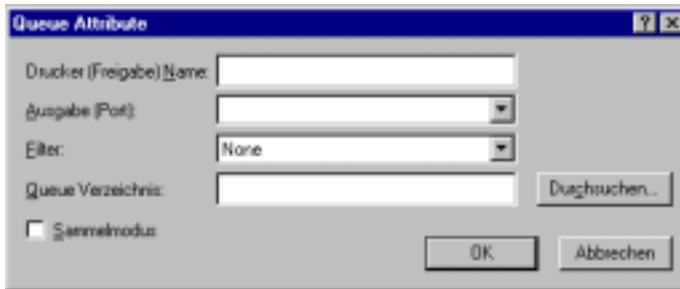 Queue Attribute
Drucker (Freigabe) Name:
Ausgabe (Port):
Filter: None
Queue Verzeichnis: Durchsuchen...
Sammelmodus
OK Abbrechen